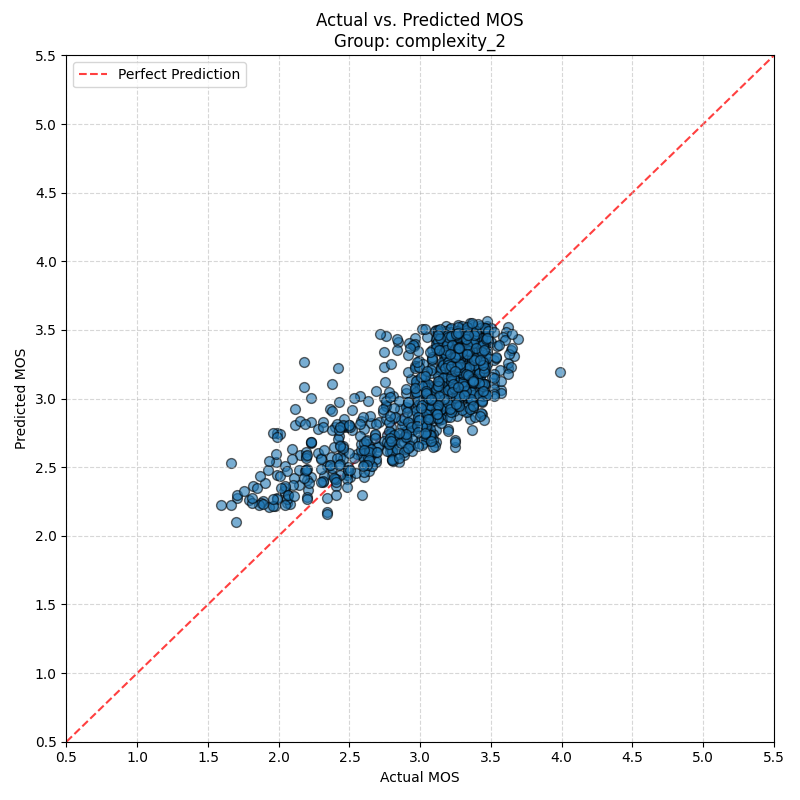 Actual vs. Predicted MOS
Group: complexity_2
Perfect Prediction
5.5
5.0
4.5
4.0
3.5
3.0
2.5
2.0
1.5
1.0
0.5
Predicted MOS
0.5 1.0 1.5 2.0 2.5 3.0 3.5 4.0 4.5 5.0 5.5
Actual MOS